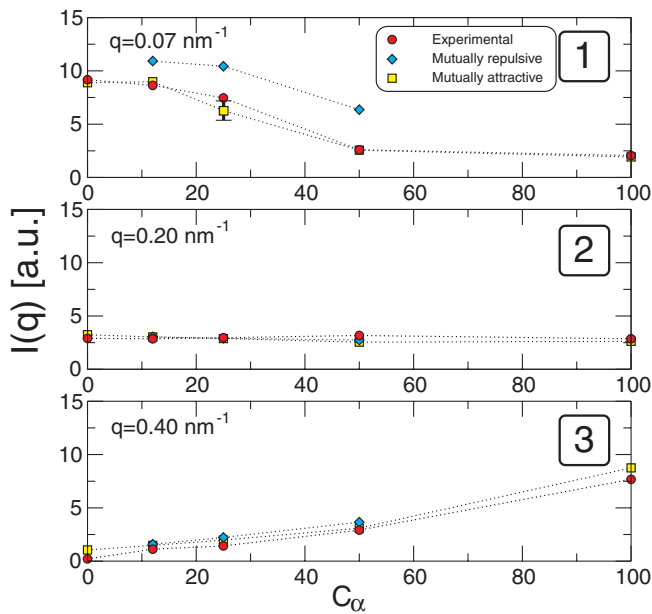 15
q=0.07 nm⁻¹
Experimental
Mutually repulsive
Mutually attractive
1
10
5
0
0 20 40 60 80 100
15
q=0.20 nm⁻¹
2
10
5
0
0 20 40 60 80 100
15
q=0.40 nm⁻¹
3
10
5
0
0 20 40 60 80 100
I(q) [a.u.]
Cα